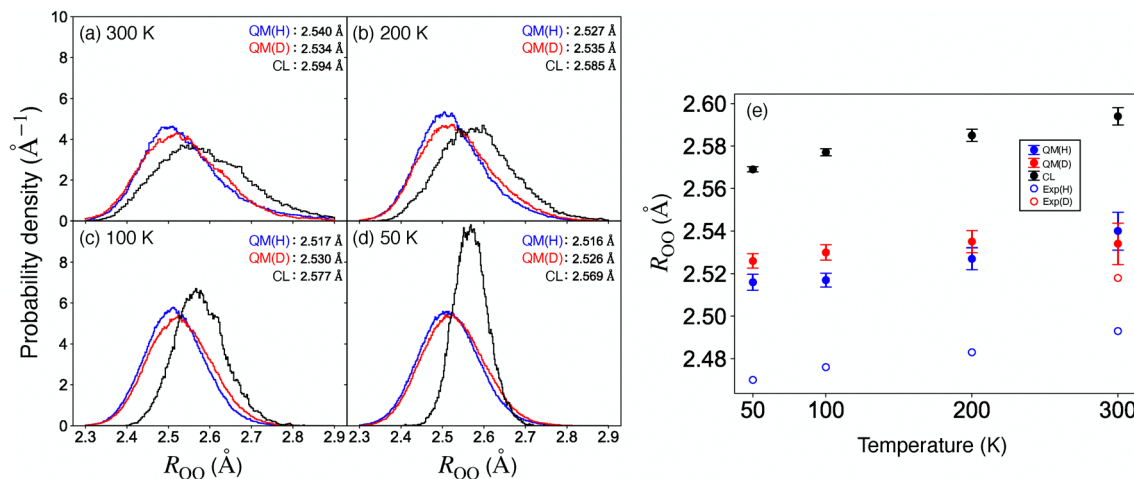 (a) 300 K
QM(H) : 2.540 Å
QM(D) : 2.534 Å
CL : 2.594 Å
(b) 200 K
QM(H) : 2.527 Å
QM(D) : 2.535 Å
CL : 2.585 Å
(c) 100 K
QM(H) : 2.517 Å
QM(D) : 2.530 Å
CL : 2.577 Å
(d) 50 K
QM(H) : 2.516 Å
QM(D) : 2.526 Å
CL : 2.569 Å
Probability density (Å⁻¹)
10
8
6
4
2
0
8
6
4
2
0
2.3 2.4 2.5 2.6 2.7 2.8 2.9
2.4 2.5 2.6 2.7 2.8 2.9
R_OO (Å)
R_OO (Å)
(e)
QM(H)
QM(D)
CL
Exp(H)
Exp(D)
R_OO (Å)
2.60
2.58
2.56
2.54
2.52
2.50
2.48
50 100 200 300
Temperature (K)